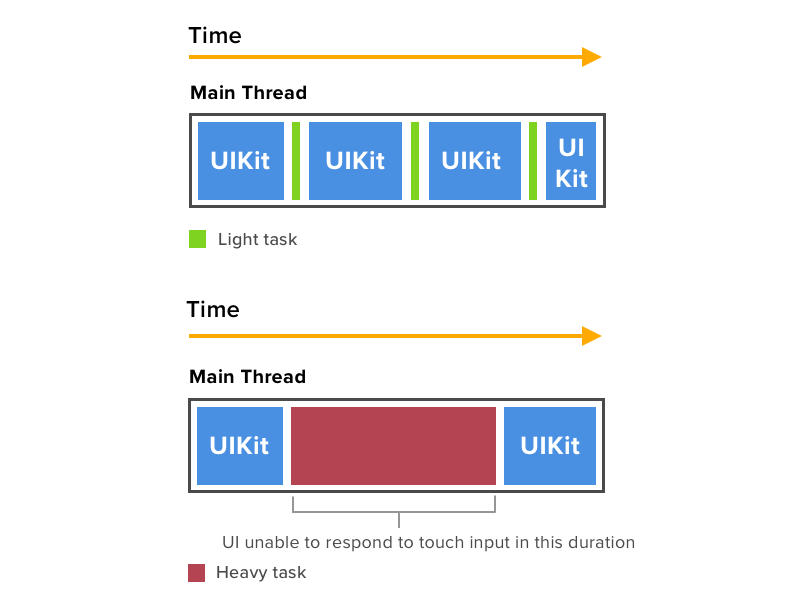 Time
Main Thread
UIKit UIKit UIKit UI
Kit
Light task
Time
Main Thread
UIKit UIKit
UI unable to respond to touch input in this duration
Heavy task